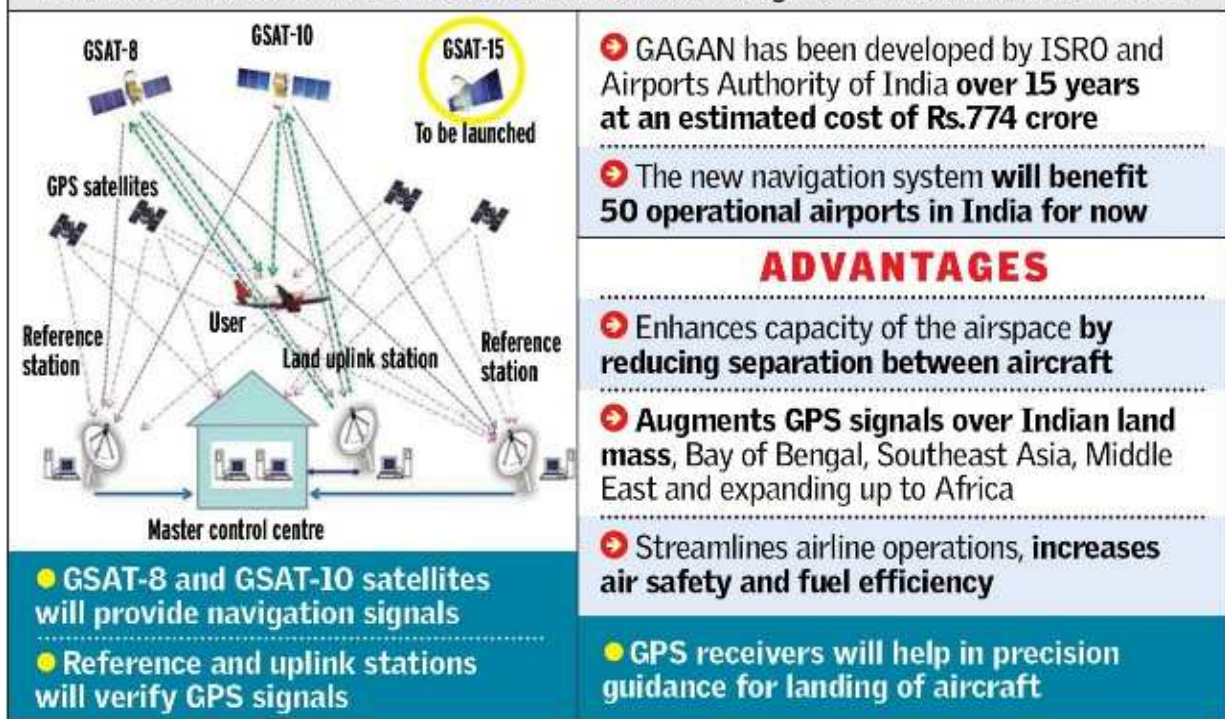 GSAT-8
GSAT-10
GSAT-15
To be launched
GPS satellites
User
Reference
station
Land uplink station
Reference
station
Master control centre
GSAT-8 and GSAT-10 satellites
will provide navigation signals
Reference and uplink stations
will verify GPS signals
GAGAN has been developed by ISRO and
Airports Authority of India over 15 years
at an estimated cost of Rs.774 crore
The new navigation system will benefit
50 operational airports in India for now
ADVANTAGES
Enhances capacity of the airspace by
reducing separation between aircraft
Augments GPS signals over Indian land
mass, Bay of Bengal, Southeast Asia, Middle
East and expanding up to Africa
Streamlines airline operations, increases
air safety and fuel efficiency
GPS receivers will help in precision
guidance for landing of aircraft